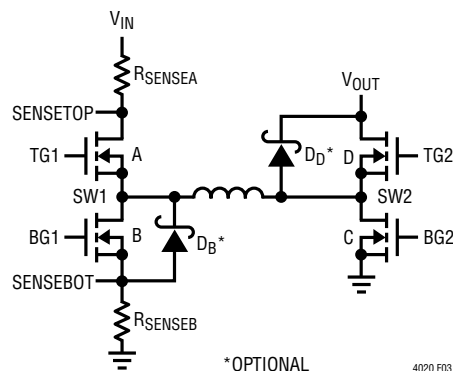 VIN
RSENSEA
VOUT
SENSETOP
TG1
A
DD*
D
TG2
SW1
SW2
BG1
B
DB*
C
BG2
SENSEBOT
RSENSEB
*OPTIONAL
4020 F03